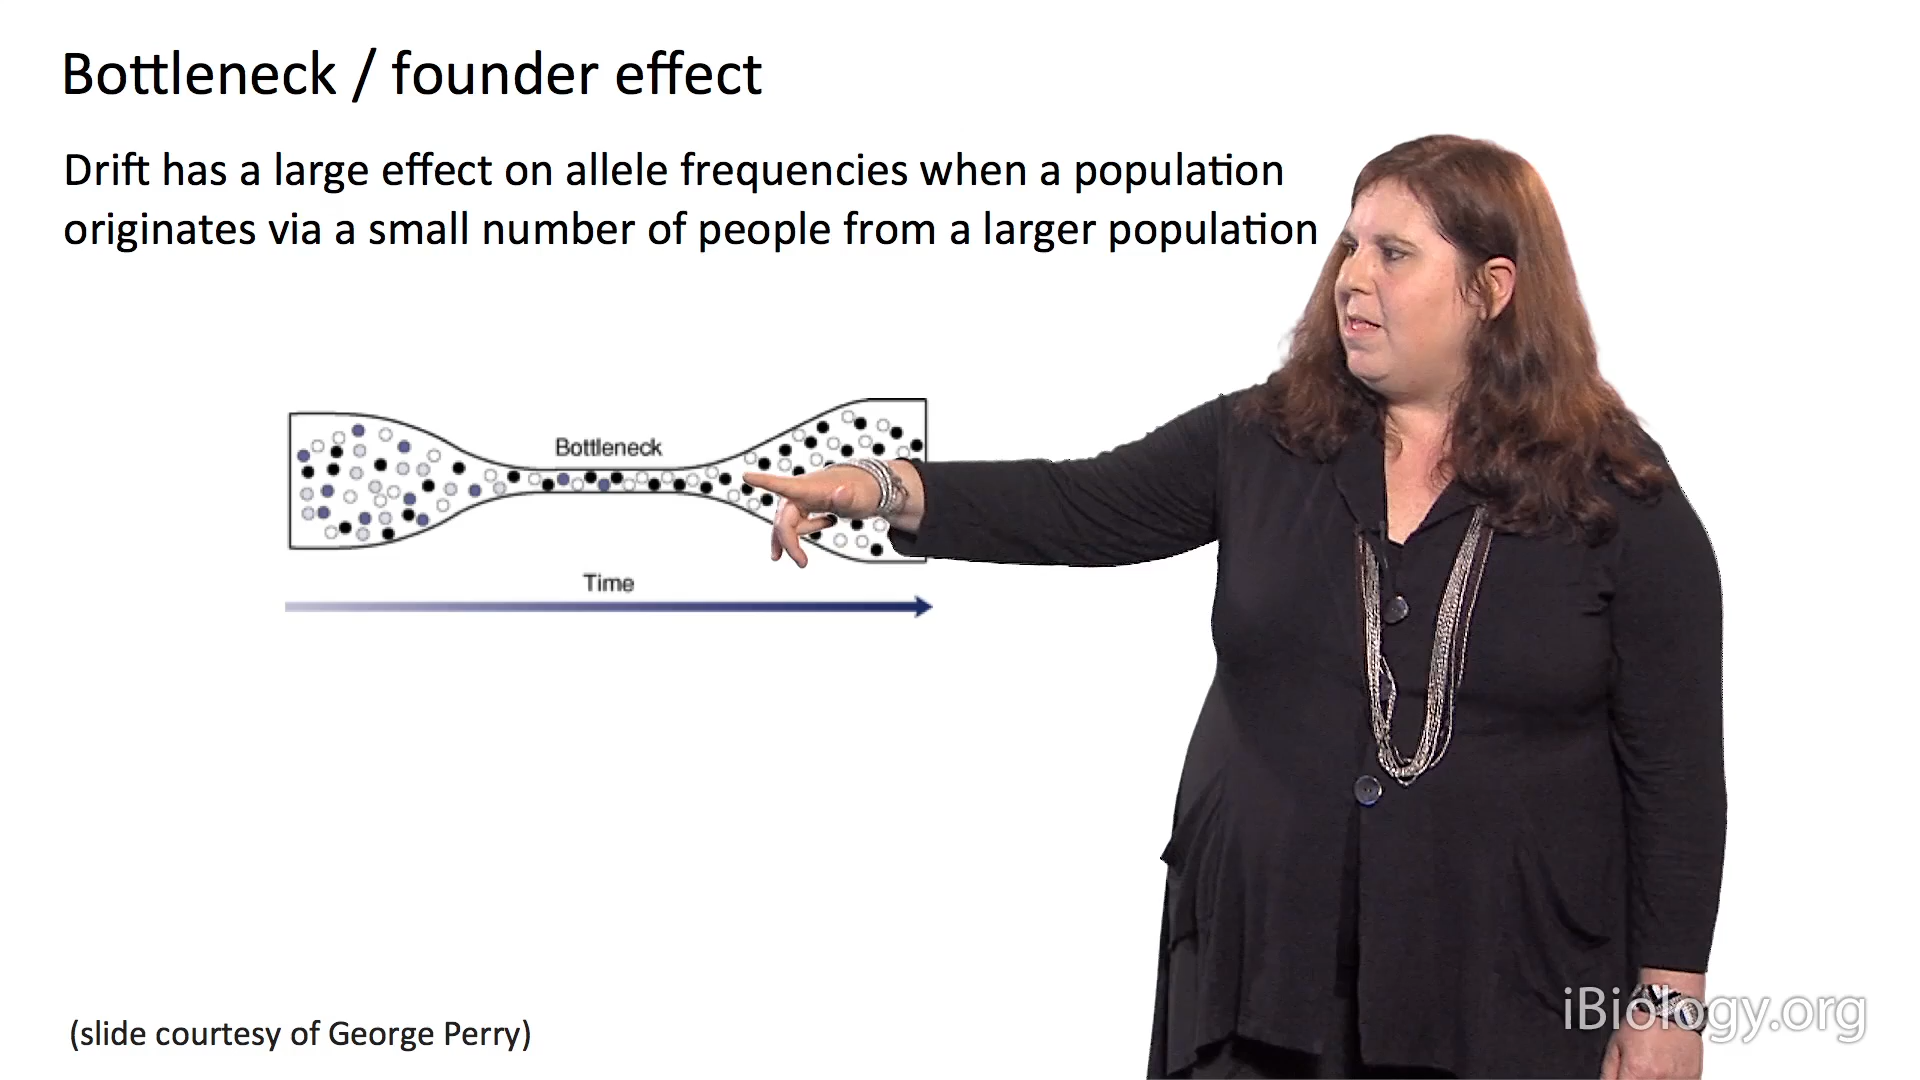 Bottleneck / founder effect
Drift has a large effect on allele frequencies when a population
originates via a small number of people from a larger population
Bottleneck
Time
(slide courtesy of George Perry)
iBiology.org